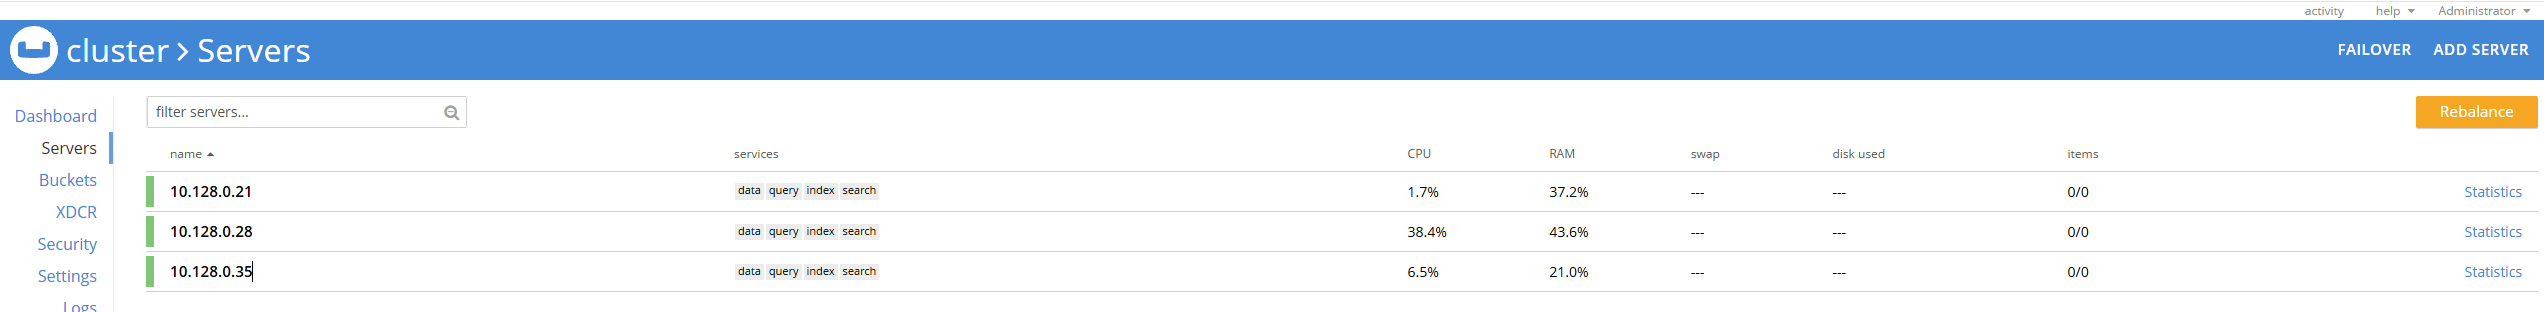 activity help Administrator
cluster > Servers FAILOVER ADD SERVER
Dashboard
Servers
Buckets
XDCR
Security
Settings
Logs
filter servers... Rebalance
name services CPU RAM swap disk used items
10.128.0.21 data query index search 1.7% 37.2% --- --- 0/0 Statistics
10.128.0.28 data query index search 38.4% 43.6% --- --- 0/0 Statistics
10.128.0.35 data query index search 6.5% 21.0% --- --- 0/0 Statistics